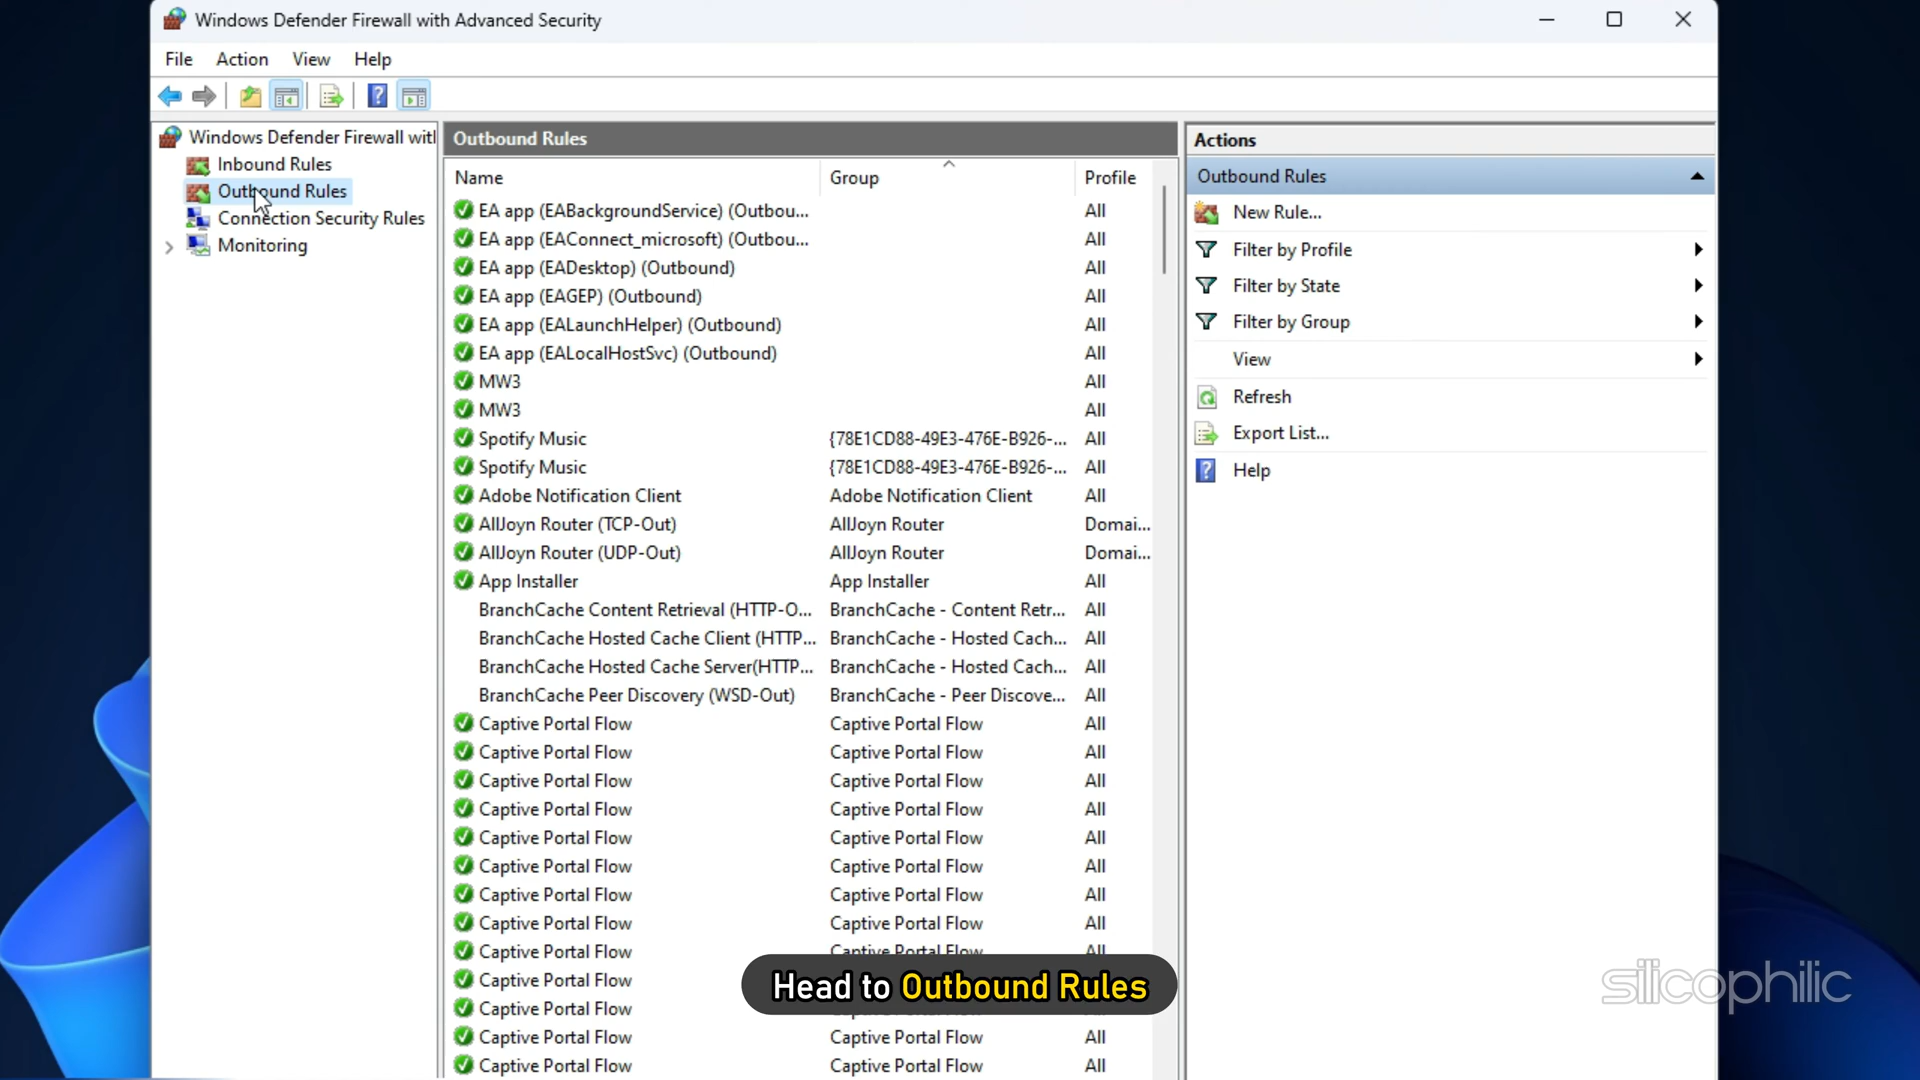 Windows Defender Firewall with Advanced Security
File Action View Help
Windows Defender Firewall wit
Inbound Rules
Outbound Rules
Connection Security Rules
Monitoring
Outbound Rules
Name Group Profile
EA app (EABackgroundService) (Outbou... All
EA app (EAConnect_microsoft) (Outbou... All
EA app (EADesktop) (Outbound) All
EA app (EAGEP) (Outbound) All
EA app (EALaunchHelper) (Outbound) All
EA app (EALocalHostSvc) (Outbound) All
MW3 All
MW3 All
Spotify Music {78E1CD88-49E3-476E-B926-... All
Spotify Music {78E1CD88-49E3-476E-B926-... All
Adobe Notification Client Adobe Notification Client All
AllJoyn Router (TCP-Out) AllJoyn Router Domai...
AllJoyn Router (UDP-Out) AllJoyn Router Domai...
App Installer App Installer All
BranchCache Content Retrieval (HTTP-O... BranchCache - Content Retr... All
BranchCache Hosted Cache Client (HTTP... BranchCache - Hosted Cach... All
BranchCache Hosted Cache Server(HTTP... BranchCache - Hosted Cach... All
BranchCache Peer Discovery (WSD-Out) BranchCache - Peer Discove... All
Captive Portal Flow Captive Portal Flow All
Captive Portal Flow Captive Portal Flow All
Captive Portal Flow Captive Portal Flow All
Captive Portal Flow Captive Portal Flow All
Captive Portal Flow Captive Portal Flow All
Captive Portal Flow Captive Portal Flow All
Captive Portal Flow Captive Portal Flow All
Captive Portal Flow Captive Portal Flow All
Captive Portal Flow Captive Portal Flow All
Captive Portal Flow
Captive Portal Flow
Captive Portal Flow Captive Portal Flow All
Captive Portal Flow Captive Portal Flow All
Actions
Outbound Rules
New Rule...
Filter by Profile
Filter by State
Filter by Group
View
Refresh
Export List...
Help
Head to Outbound Rules
silicophilic